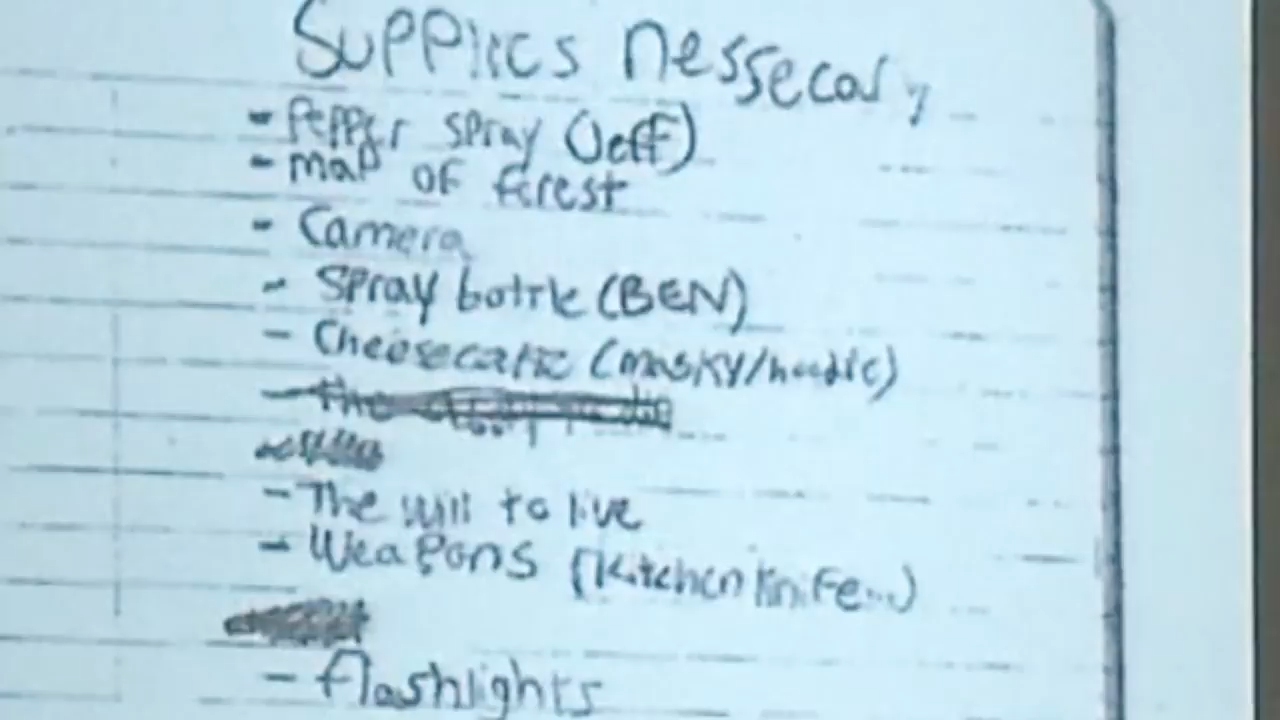 Supplies nessecary
- Pepper spray (Jeff)
- map of forest
- Camera
- Spray bottle (BEN)
- Cheesecake (masky/hoodie)
- The
- The will to live
- Weapons (kitchen knife...)
- flashlights